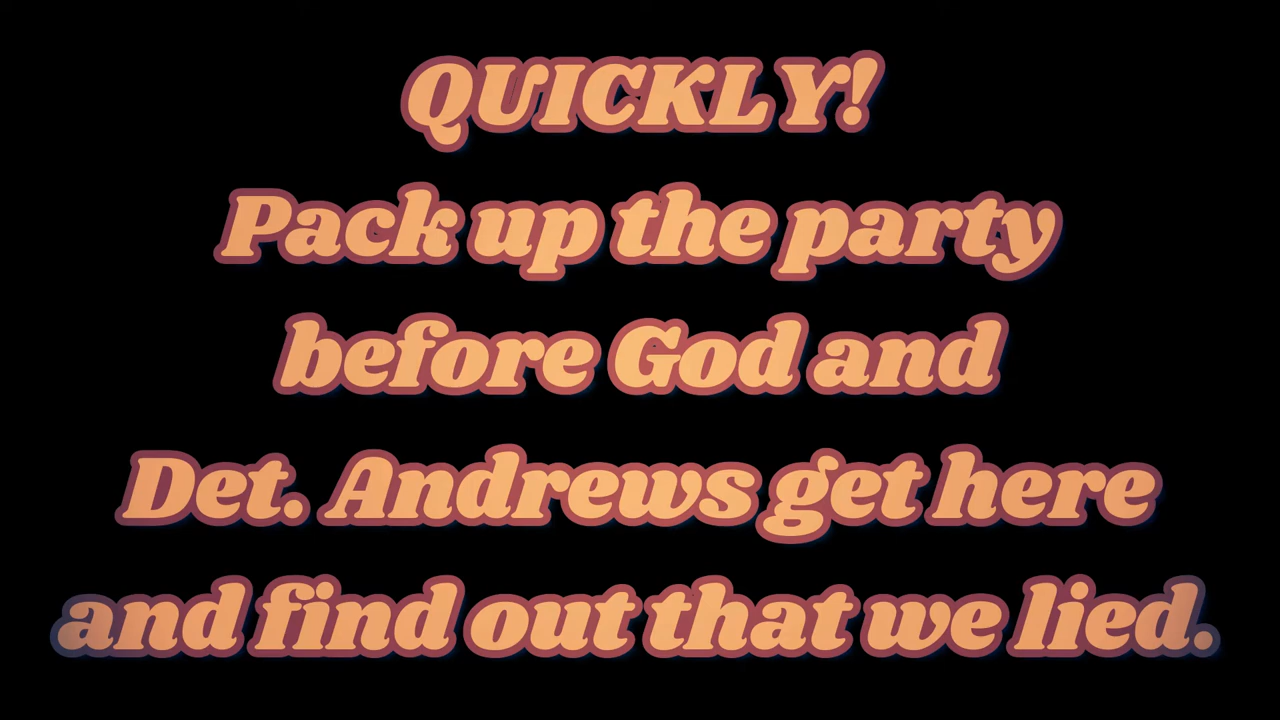 QUICKLY!
Pack up the party
before God and
Det. Andrews get here
and find out that we lied.